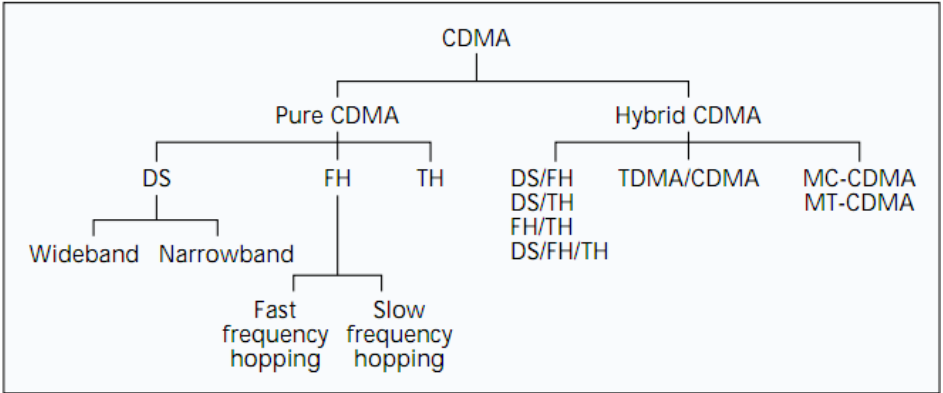 CDMA
Pure CDMA
Hybrid CDMA
DS
FH
TH
DS/FH
DS/TH
FH/TH
DS/FH/TH
TDMA/CDMA
MC-CDMA
MT-CDMA
Wideband
Narrowband
Fast
frequency
hopping
Slow
frequency
hopping